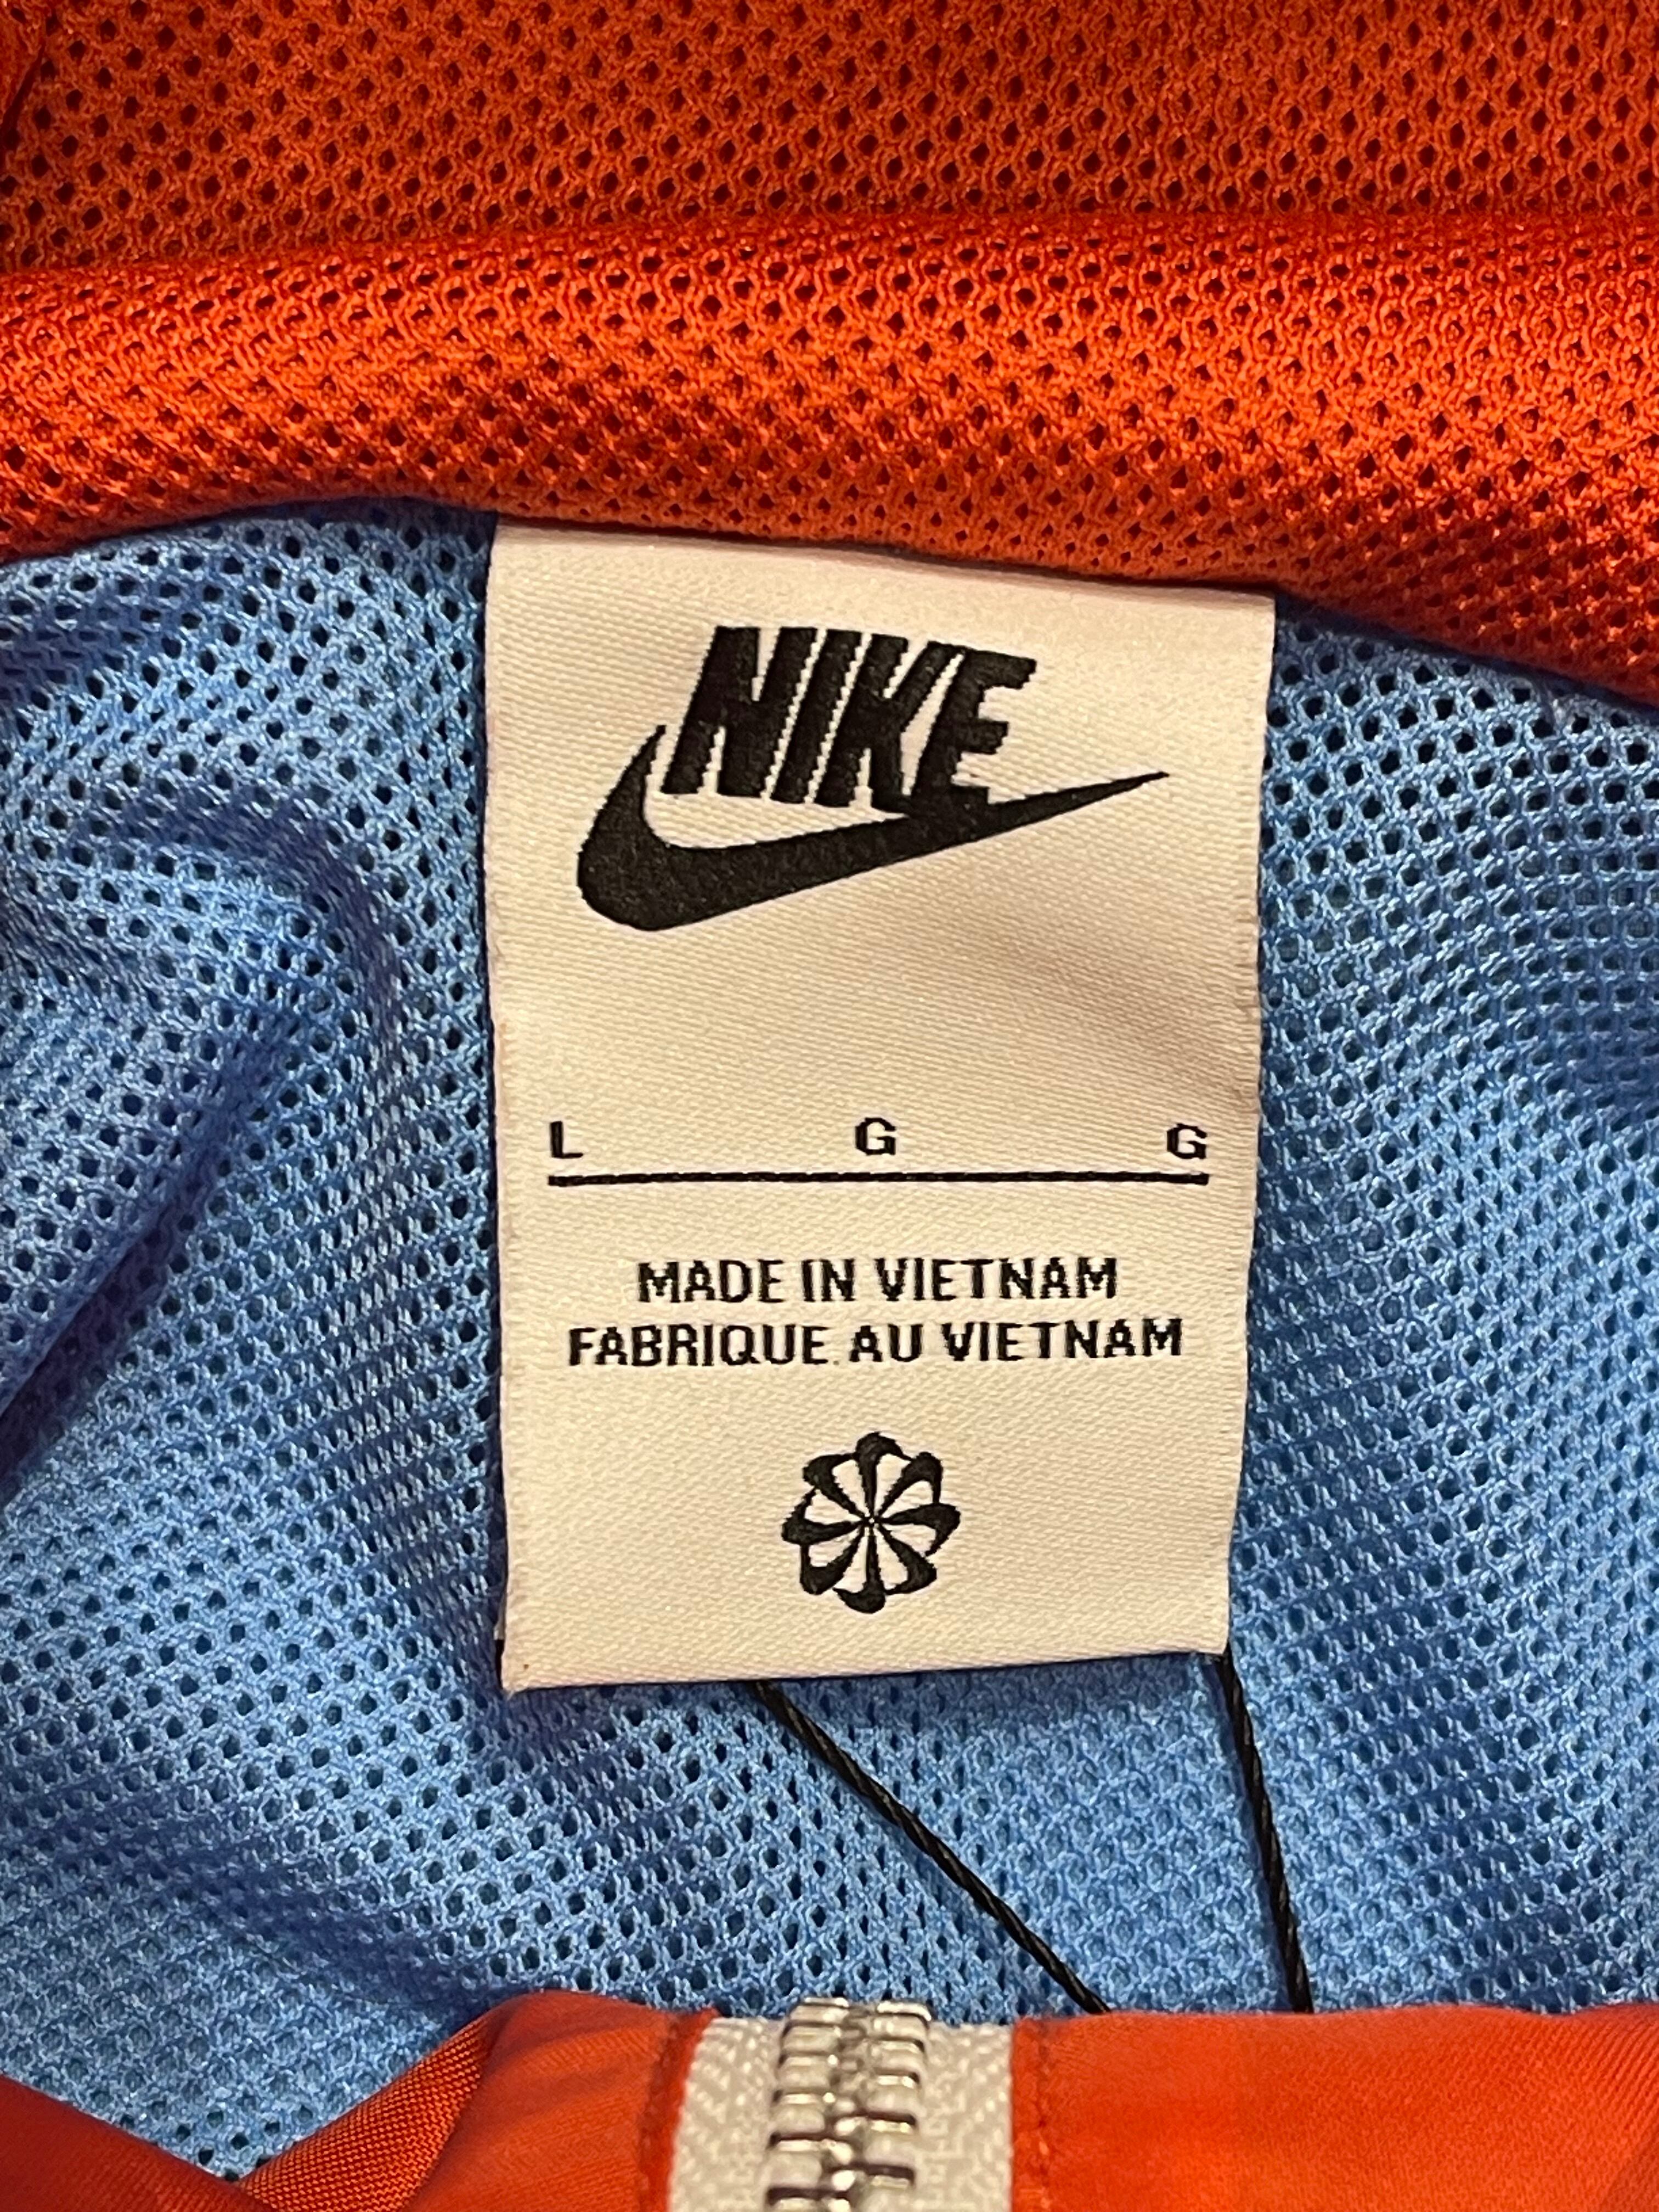 NIKE
L G G
MADE IN VIETNAM
FABRIQUE AU VIETNAM